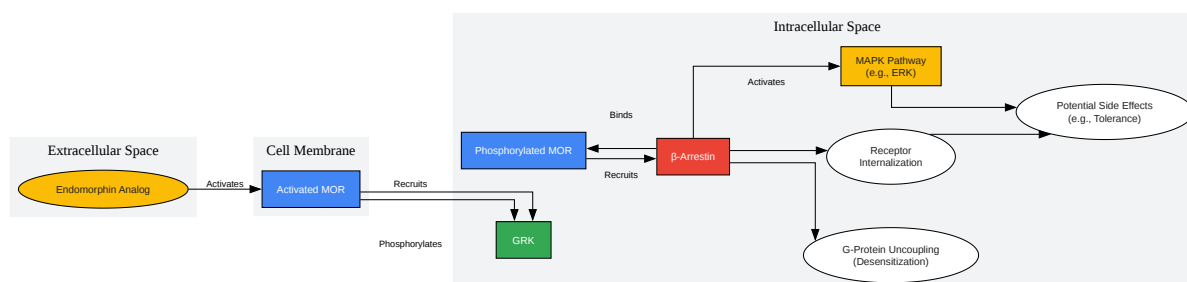 Intracellular Space
MAPK Pathway
(e.g., ERK)
Activates
Potential Side Effects
(e.g., Tolerance)
Binds
Extracellular Space
Cell Membrane
Phosphorylated MOR
β-Arrestin
Receptor
Internalization
Recruits
Endomorphin Analog
Activates
Activated MOR
Recruits
Phosphorylates
GRK
G-Protein Uncoupling
(Desensitization)